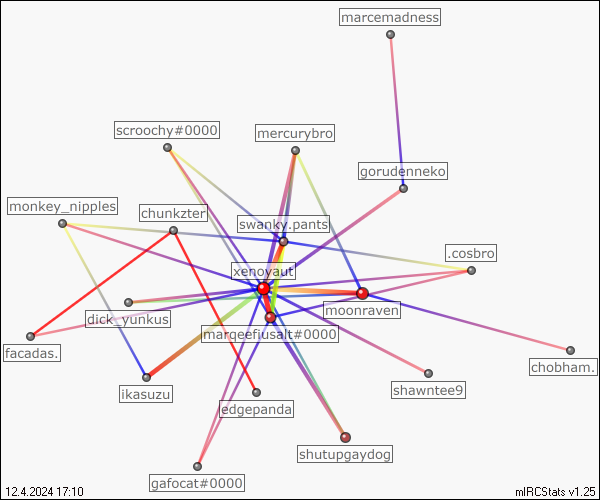 marcemadness
scroochy#0000
mercurybro
gorudenneko
monkey_nipples
chunkzter
swanky.pants
.cosbro
xenoyaut
moonraven
dick_yunkus
margeefjusalt#0000
facadas.
chobham.
ikasuzu
shawntee9
edgepanda
shutupgaydog
gafocat#0000
12.4.2024 17:10
mIRCStats v1.25